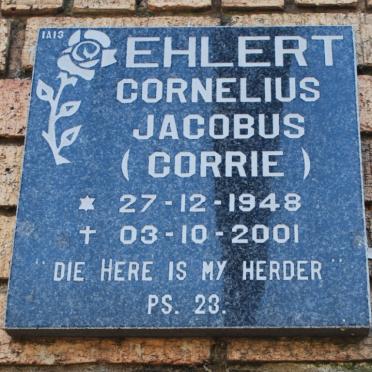 1A13
EHLERT
CORNELIUS
JACOBUS
( CORRIE )
* 27-12-1948
✝ 03-10-2001
"DIE HERE IS MY HERDER"
PS. 23.